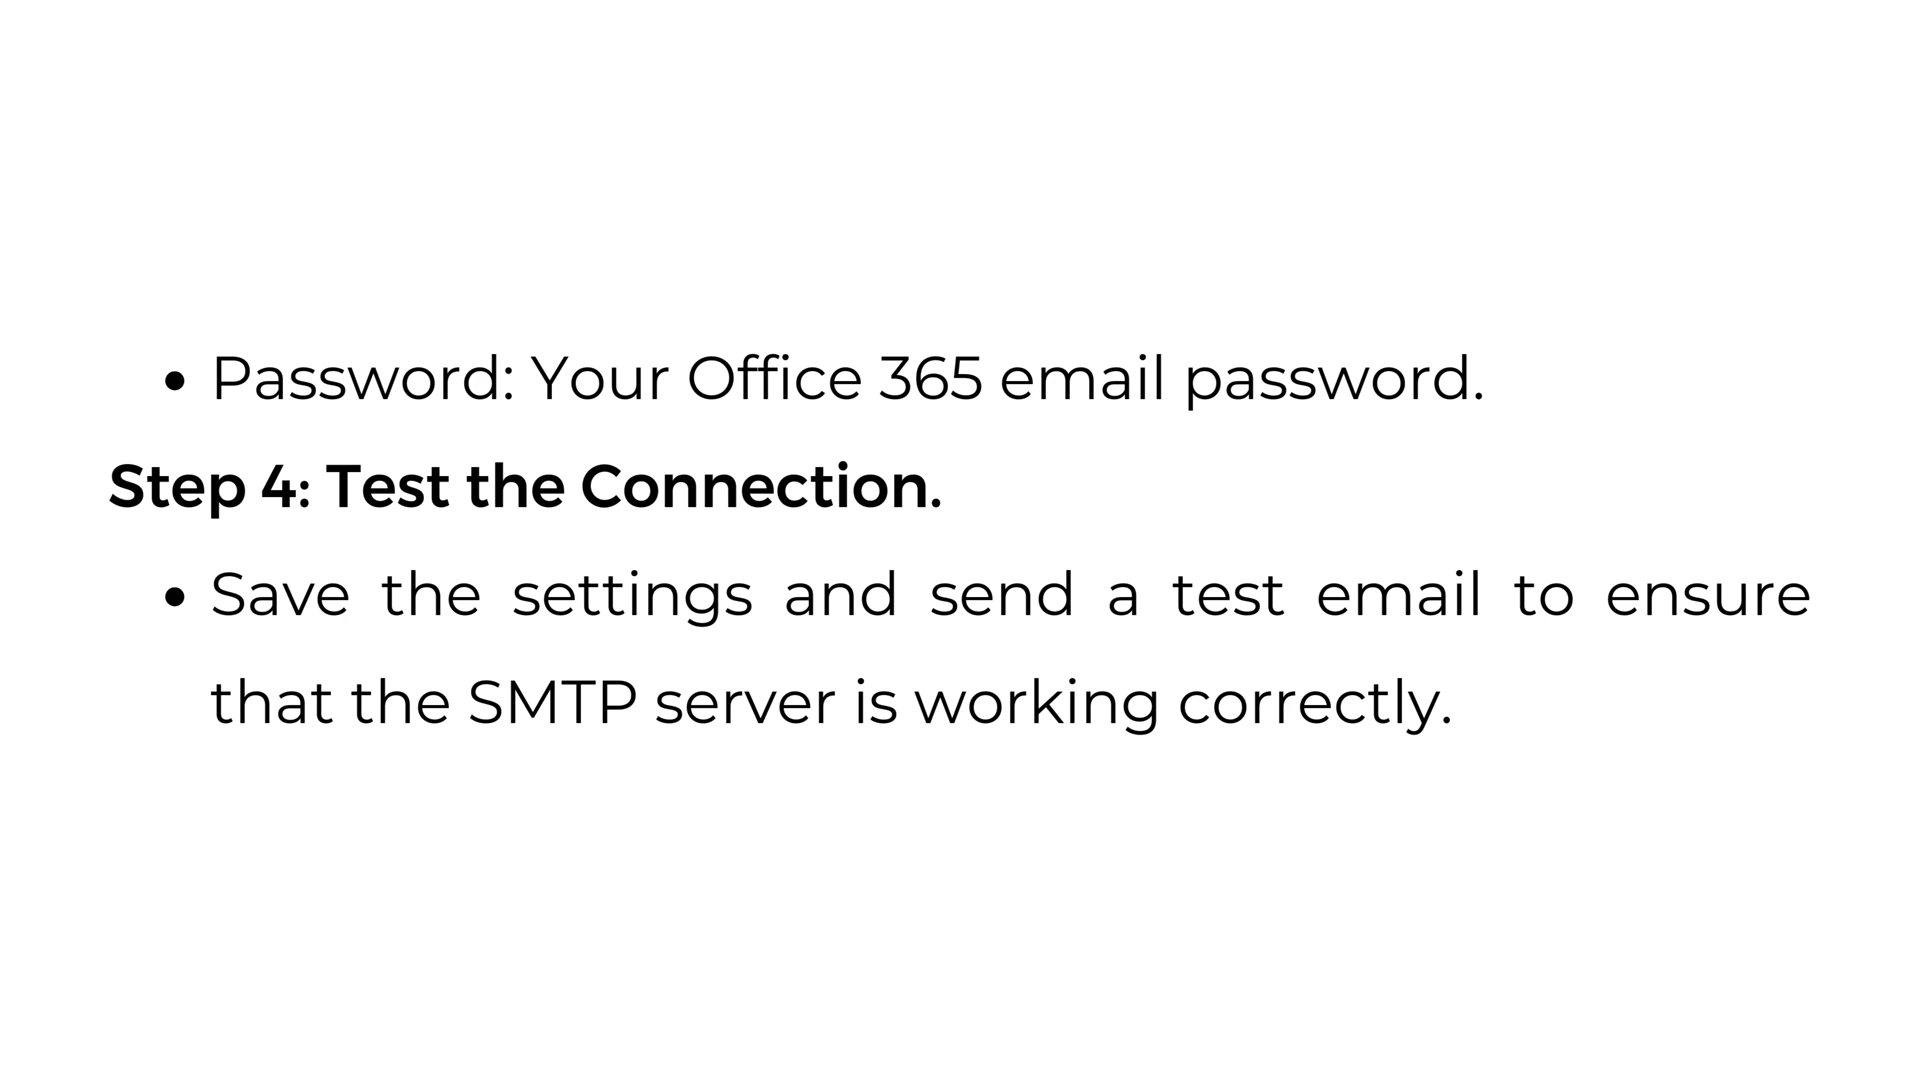 • Password: Your Office 365 email password.
Step 4: Test the Connection.
• Save the settings and send a test email to ensure
that the SMTP server is working correctly.